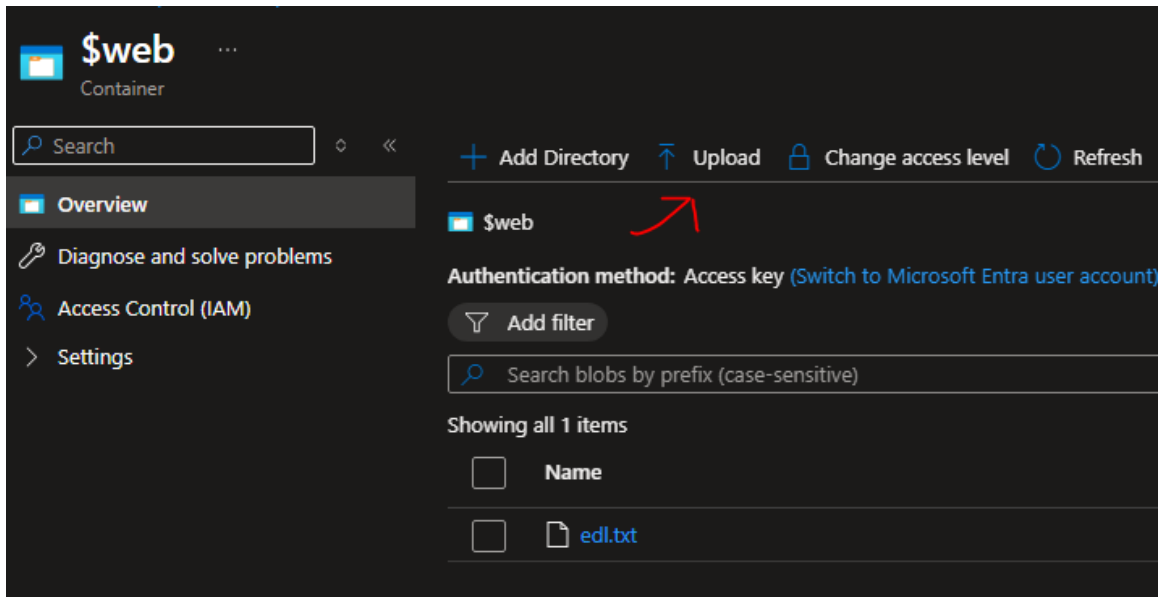 $web ...
Container
Search
Overview
Diagnose and solve problems
Access Control (IAM)
Settings
Add Directory Upload Change access level Refresh
$web
Authentication method: Access key (Switch to Microsoft Entra user account)
Add filter
Search blobs by prefix (case-sensitive)
Showing all 1 items
Name
edl.txt